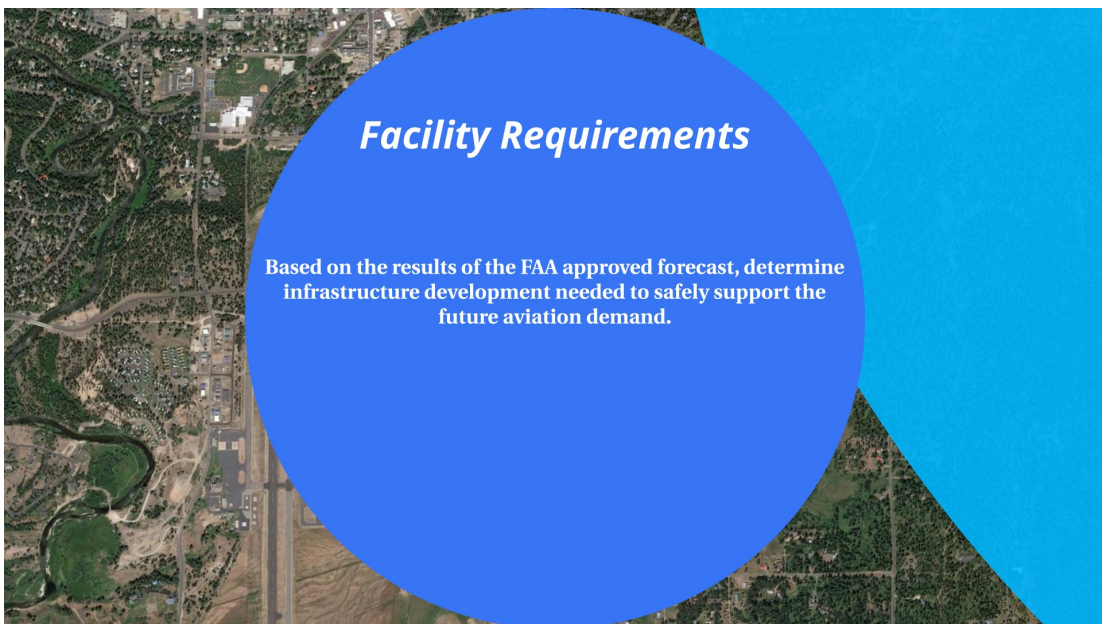 Facility Requirements
Based on the results of the FAA approved forecast, determine
infrastructure development needed to safely support the
future aviation demand.